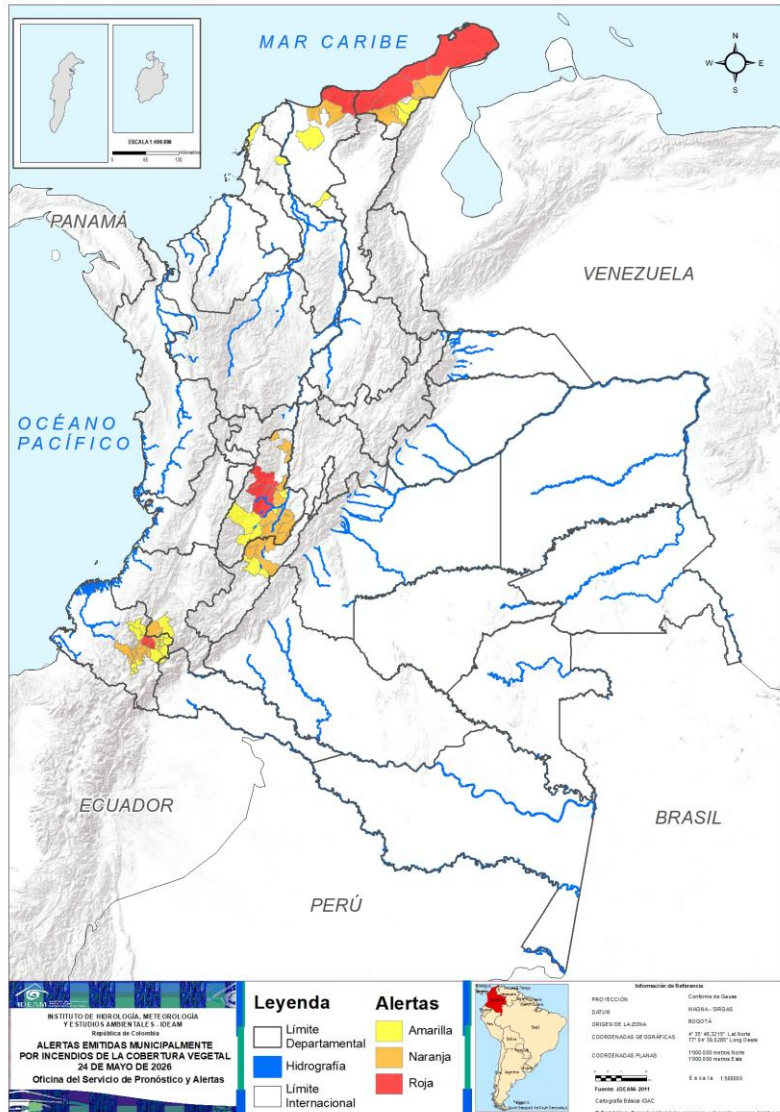 MAR CARIBE
N
W
E
S
ESCALA 1:400.000
PANAMÁ
VENEZUELA
OCÉANO
PACÍFICO
ECUADOR
BRASIL
PERÚ
IDEAM
INSTITUTO DE HIDROLOGÍA, METEOROLOGÍA
Y ESTUDIOS AMBIENTALES - IDEAM
República de Colombia
ALERTAS EMITIDAS MUNICIPALMENTE
POR INCENDIOS DE LA COBERTURA VEGETAL
24 DE MAYO DE 2026
Oficina del Servicio de Pronóstico y Alertas
Leyenda
Límite
Departamental
Hidrografía
Límite
Internacional
Alertas
Amarilla
Naranja
Roja
Información de Referencia
PROYECCIÓN
Conforme de Gauss
DATUM
MAGNA - SIRGAS
ORIGEN DE LA ZONA
BOGOTÁ
COORDENADAS GEOGRÁFICAS
COORDENADAS PLANAS
1'000.000 metros Norte
1'000.000 metros Este
Fuente: IDEAM 2011
Cartografía Básica IGAC